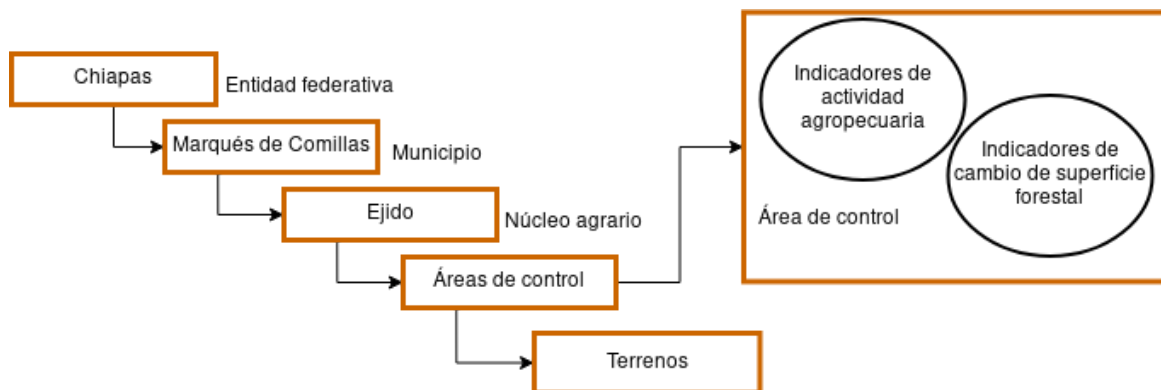 Chiapas
Entidad federativa
Marqués de Comillas
Municipio
Ejido
Núcleo agrario
Áreas de control
Terrenos
Indicadores de
actividad
agropecuaria
Indicadores de
cambio de superficie
forestal
Área de control